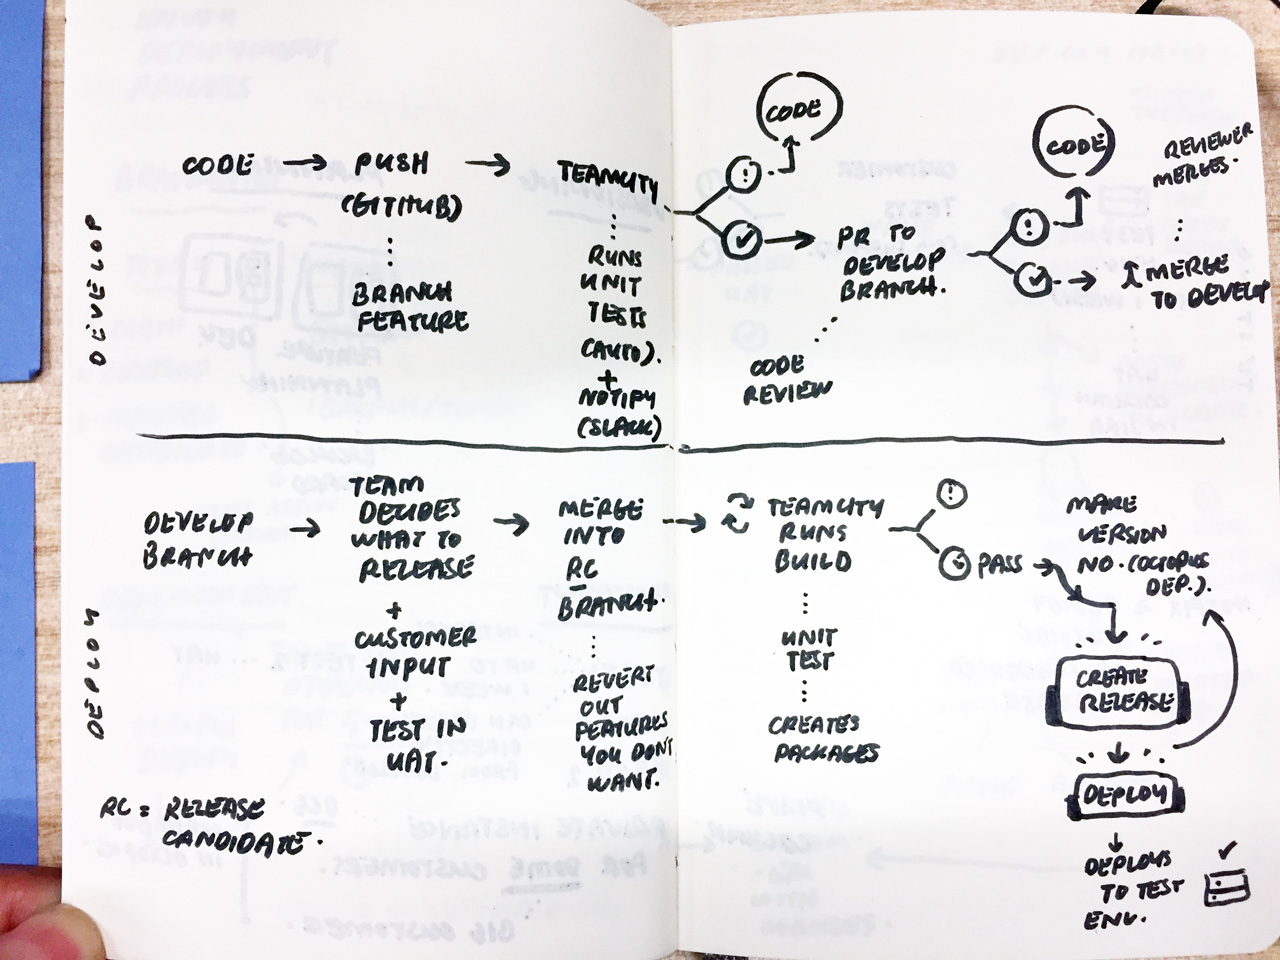 DEVELOP
CODE → PUSH → TEAMCITY
(GITHUB)
BRANCH
FEATURE
RUNS
UNIT
TESTS
(AUTO).
+
NOTIFY
(SLACK)
!
CODE
PR TO
DEVELOP
BRANCH.
CODE
REVIEW
!
CODE
REVIEWER
MERGES.
MERGE
TO DEVELOP
DEPLOY
DEVELOP
BRANCH
TEAM
DECIDES
WHAT TO
RELEASE
+
CUSTOMER
INPUT
+
TEST IN
UAT.
MERGE
INTO
RC
BRANCH.
REVERT
OUT
FEATURES
YOU DON'T
WANT.
TEAMCITY
RUNS
BUILD
UNIT
TEST
CREATES
PACKAGES
!
PASS
MAKE
VERSION
NO. (OCTOPUS
DEP.).
CREATE
RELEASE
DEPLOY
DEPLOYS
TO TEST
ENV.
RC = RELEASE
CANDIDATE.